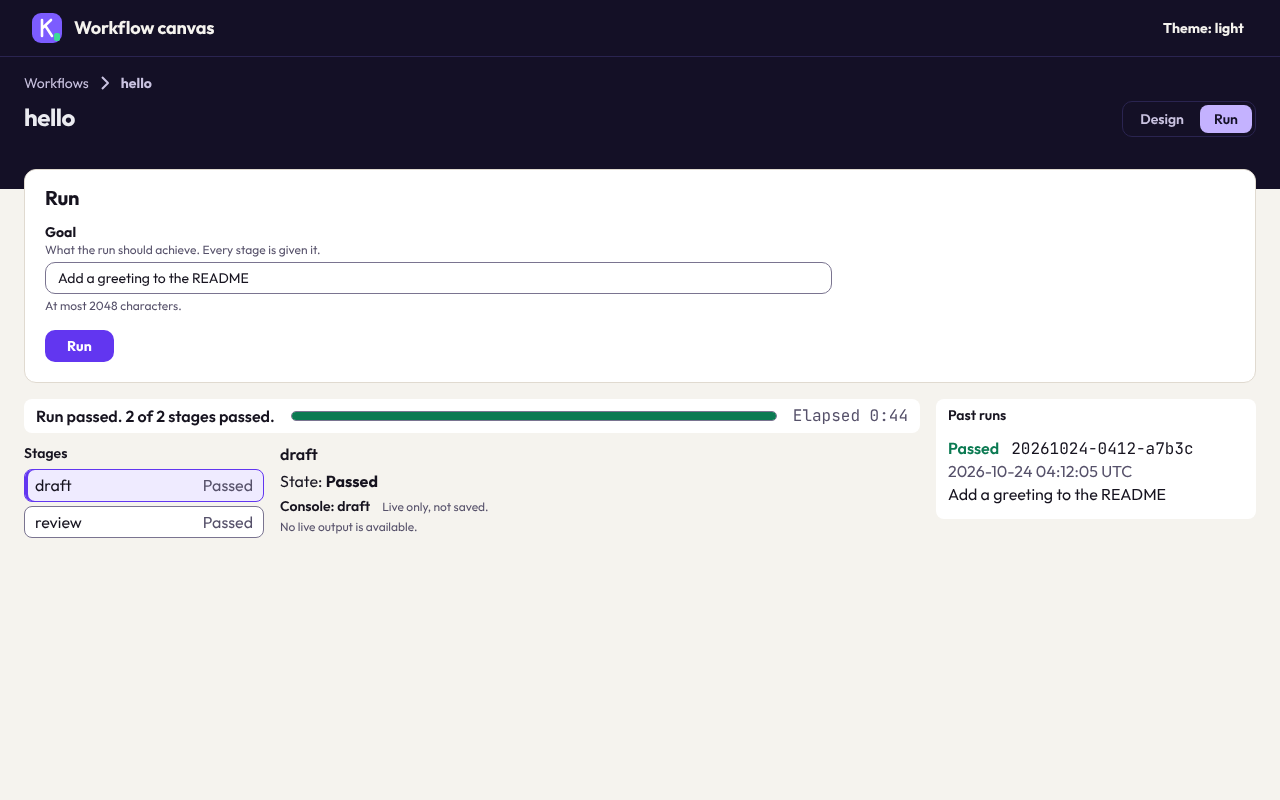 K Workflow canvas
Theme: light
Workflows > hello
hello
Design Run
Run
Goal
What the run should achieve. Every stage is given it.
Add a greeting to the README
At most 2048 characters.
Run
Run passed. 2 of 2 stages passed.
Elapsed 0:44
Stages
draft Passed
review Passed
draft
State: Passed
Console: draft Live only, not saved.
No live output is available.
Past runs
Passed 20261024-0412-a7b3c
2026-10-24 04:12:05 UTC
Add a greeting to the README